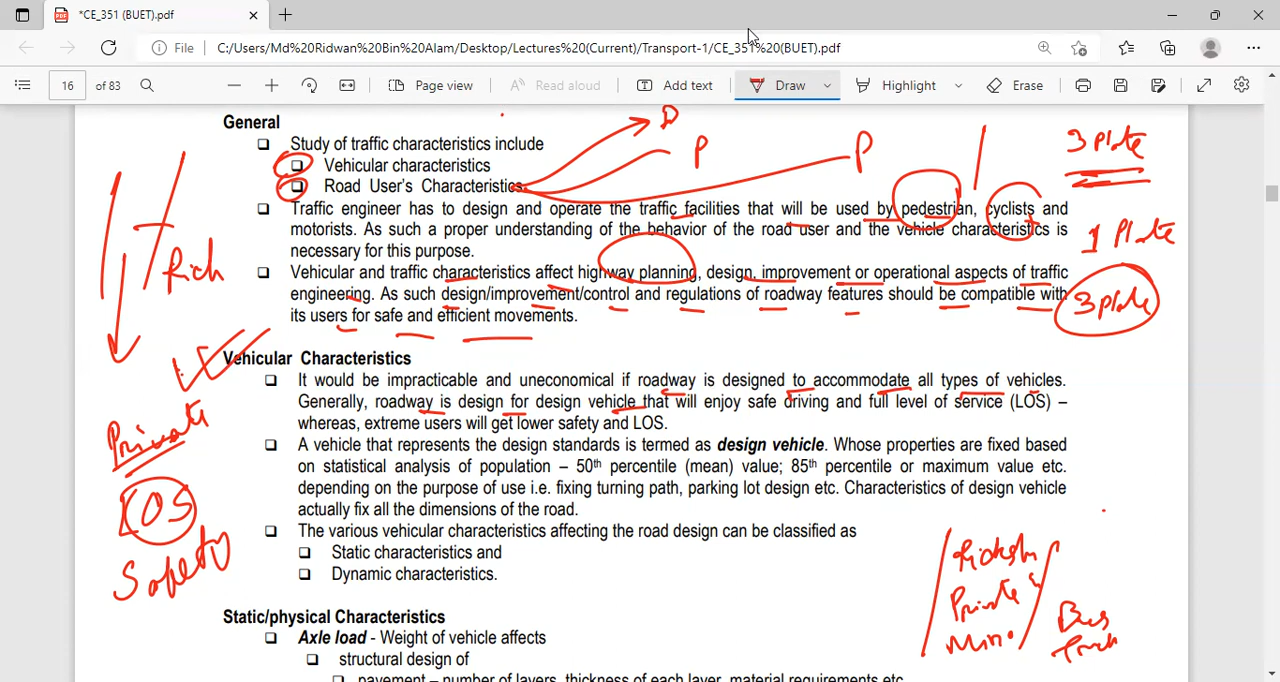 *CE_351 (BUET).pdf
File C:/Users/Md%20Ridwan%20Bin%20Alam/Desktop/Lectures%20(Current)/Transport-1/CE_351%20(BUET).pdf
16 of 83 Page view Read aloud Add text Draw Highlight Erase
General
Study of traffic characteristics include
Vehicular characteristics
Road User's Characteristics
Traffic engineer has to design and operate the traffic facilities that will be used by pedestrian, cyclists and
motorists. As such a proper understanding of the behavior of the road user and the vehicle characteristics is
necessary for this purpose.
Vehicular and traffic characteristics affect highway planning, design, improvement or operational aspects of traffic
engineering. As such design/improvement/control and regulations of roadway features should be compatible with
its users for safe and efficient movements.
D
P
P
3 plate
1 plate
3 plate
Rich
Vehicular Characteristics
It would be impracticable and uneconomical if roadway is designed to accommodate all types of vehicles.
Generally, roadway is design for design vehicle that will enjoy safe driving and full level of service (LOS) –
whereas, extreme users will get lower safety and LOS.
A vehicle that represents the design standards is termed as design vehicle. Whose properties are fixed based
on statistical analysis of population – 50th percentile (mean) value; 85th percentile or maximum value etc.
depending on the purpose of use i.e. fixing turning path, parking lot design etc. Characteristics of design vehicle
actually fix all the dimensions of the road.
The various vehicular characteristics affecting the road design can be classified as
Static characteristics and
Dynamic characteristics.
Private
LOS
Safety
Private
Bus
Static/physical Characteristics
Axle load - Weight of vehicle affects
structural design of
pavement – number of layers, thickness of each layer, material requirements etc